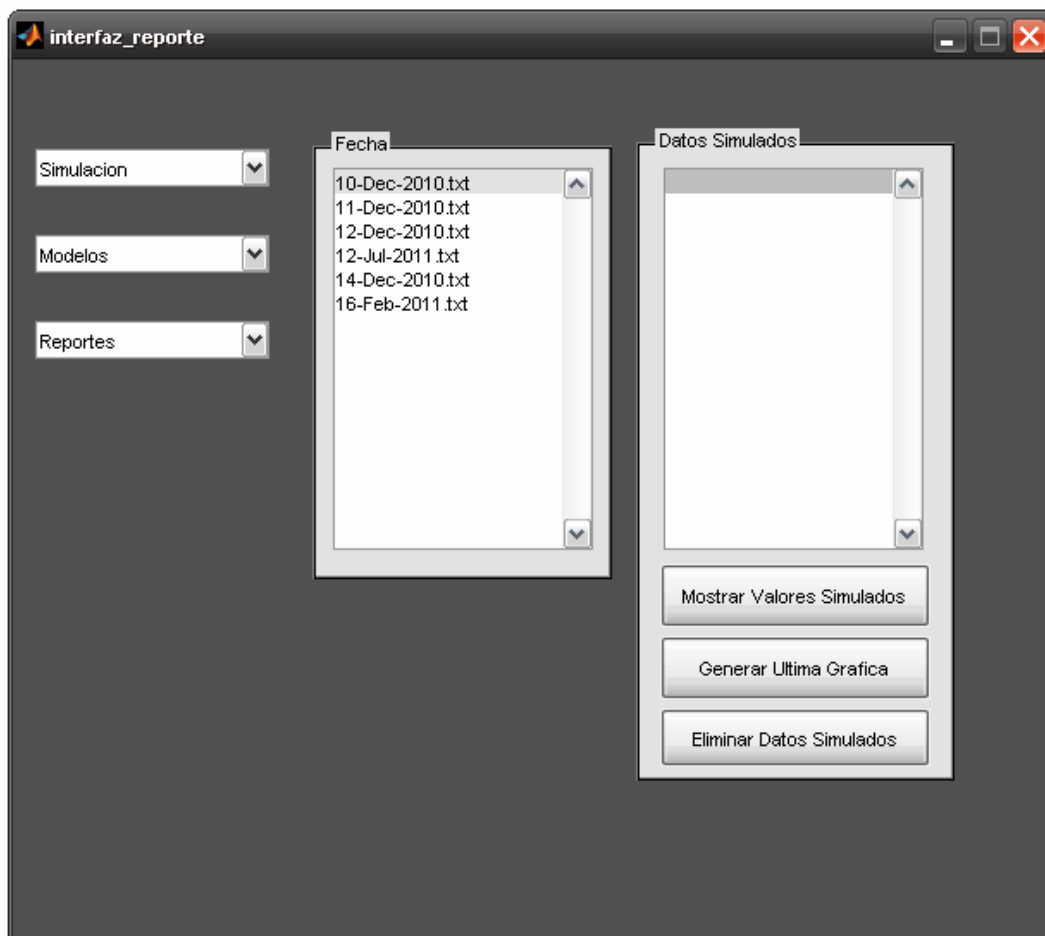 interfaz_reporte
Simulacion
Modelos
Reportes
Fecha
10-Dec-2010.txt
11-Dec-2010.txt
12-Dec-2010.txt
12-Jul-2011.txt
14-Dec-2010.txt
16-Feb-2011.txt
Datos Simulados
Mostrar Valores Simulados
Generar Ultima Grafica
Eliminar Datos Simulados